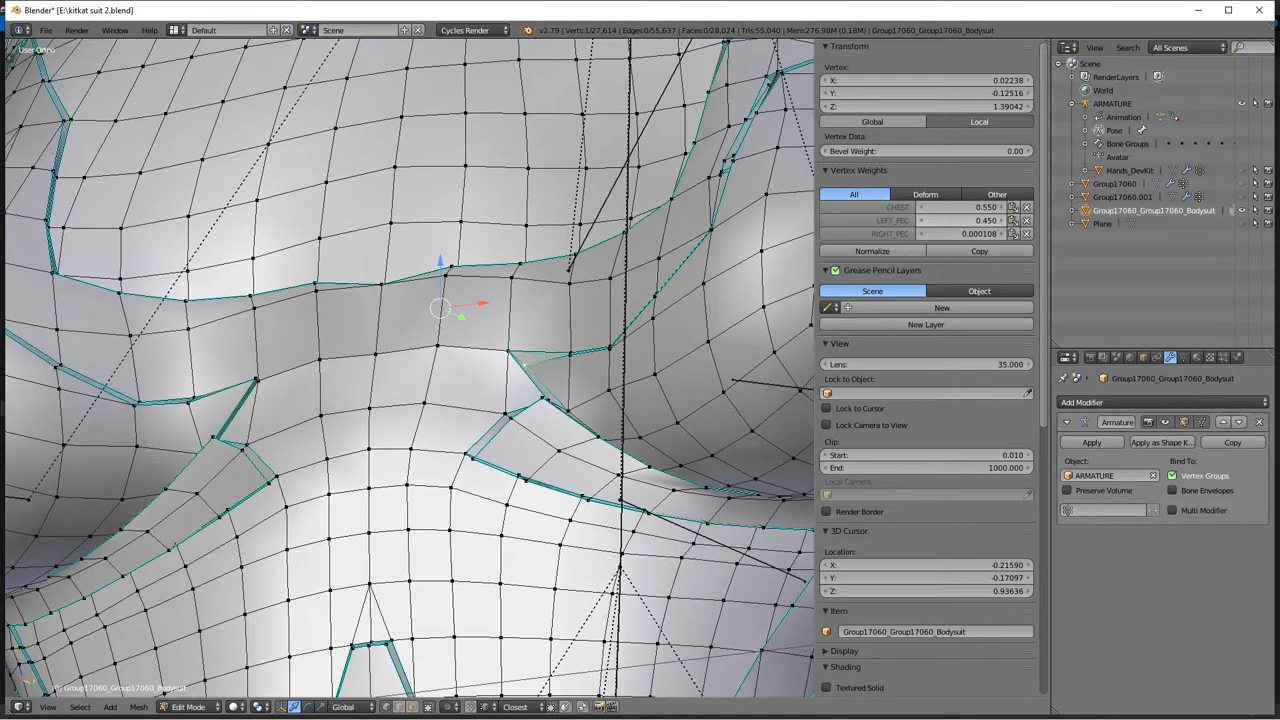 Blender* [E:\kitkat suit 2.blend]
File Render Window Help Default Scene Cycles Render v2.79 | Verts:1/27,614 | Edges:0/55,637 | Faces:0/28,024 | Tris:55,040 | Mem:276.98M (0.18M) | Group17060_Group17060_Bodysuit
User Ortho
Transform
Vertex:
X: 0.02238
Y: -0.12516
Z: 1.39042
Global Local
Vertex Data:
Bevel Weight: 0.00
Vertex Weights
All Deform Other
CHEST 0.550
LEFT_PEC 0.450
RIGHT_PEC 0.000108
Normalize Copy
Grease Pencil Layers
Scene Object
New
New Layer
View
Lens: 35.000
Lock to Object:
Lock to Cursor
Lock Camera to View
Clip:
Start: 0.010
End: 1000.000
Local Camera:
Render Border
3D Cursor
Location:
X: -0.21590
Y: -0.17097
Z: 0.93636
Item
Group17060_Group17060_Bodysuit
Display
Shading
Textured Solid
View Search All Scenes
Scene
RenderLayers
World
ARMATURE
Animation
Pose
Bone Groups
Avatar
Hands_DevKit
Group17060
Group17060.001
Group17060_Group17060_Bodysuit
Plane
Group17060_Group17060_Bodysuit
Add Modifier
Armature
Apply Apply as Shape K... Copy
Object: Bind To:
ARMATURE Vertex Groups
Preserve Volume Bone Envelopes
Multi Modifier
(0) Group17060_Group17060_Bodysuit
View Select Add Mesh Edit Mode Global Closest